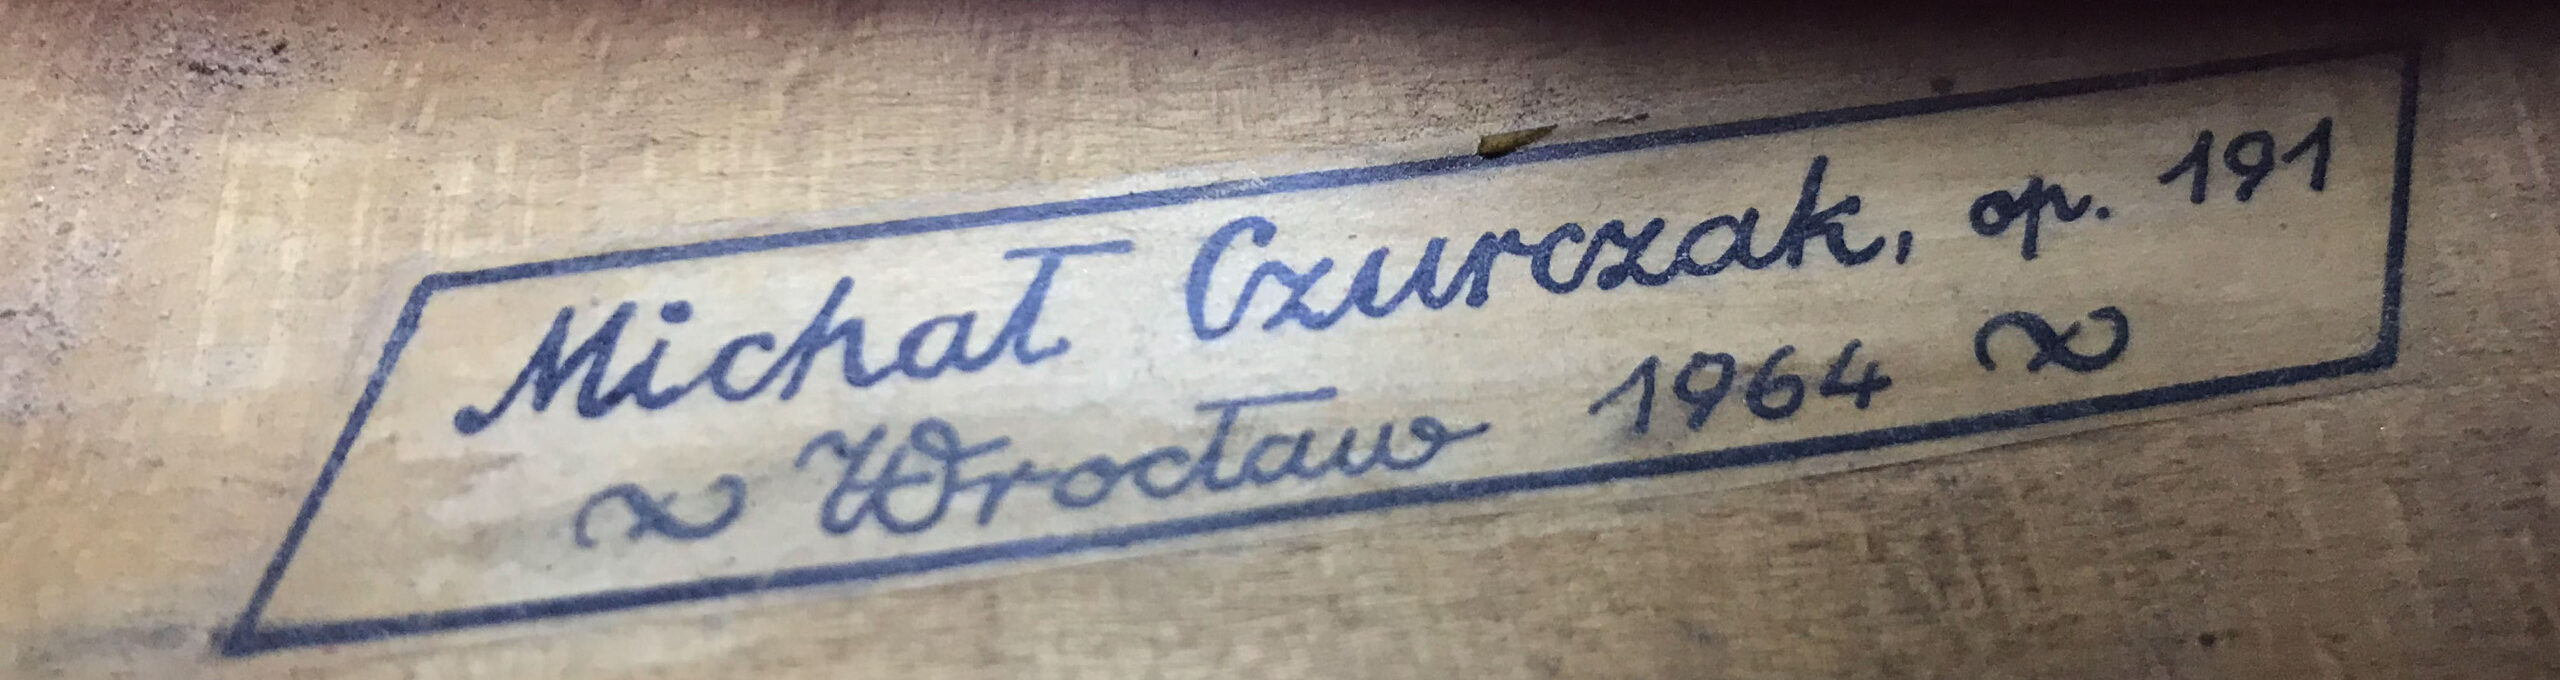 Michał Czurczak, op. 191
~ Wrocław 1964 ~